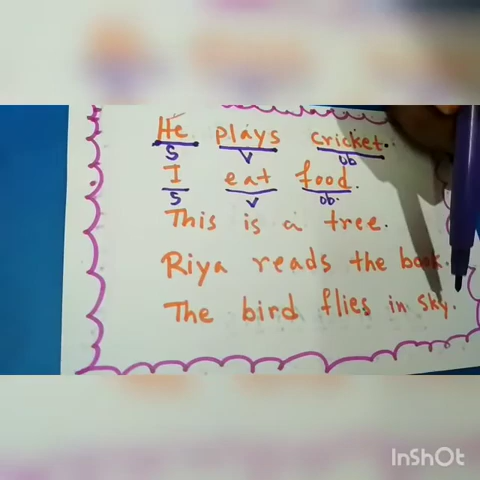 He plays cricket.
S V ob
I eat food.
S V ob.
This is a tree.
Riya reads the book.
The bird flies in sky.
InShOt